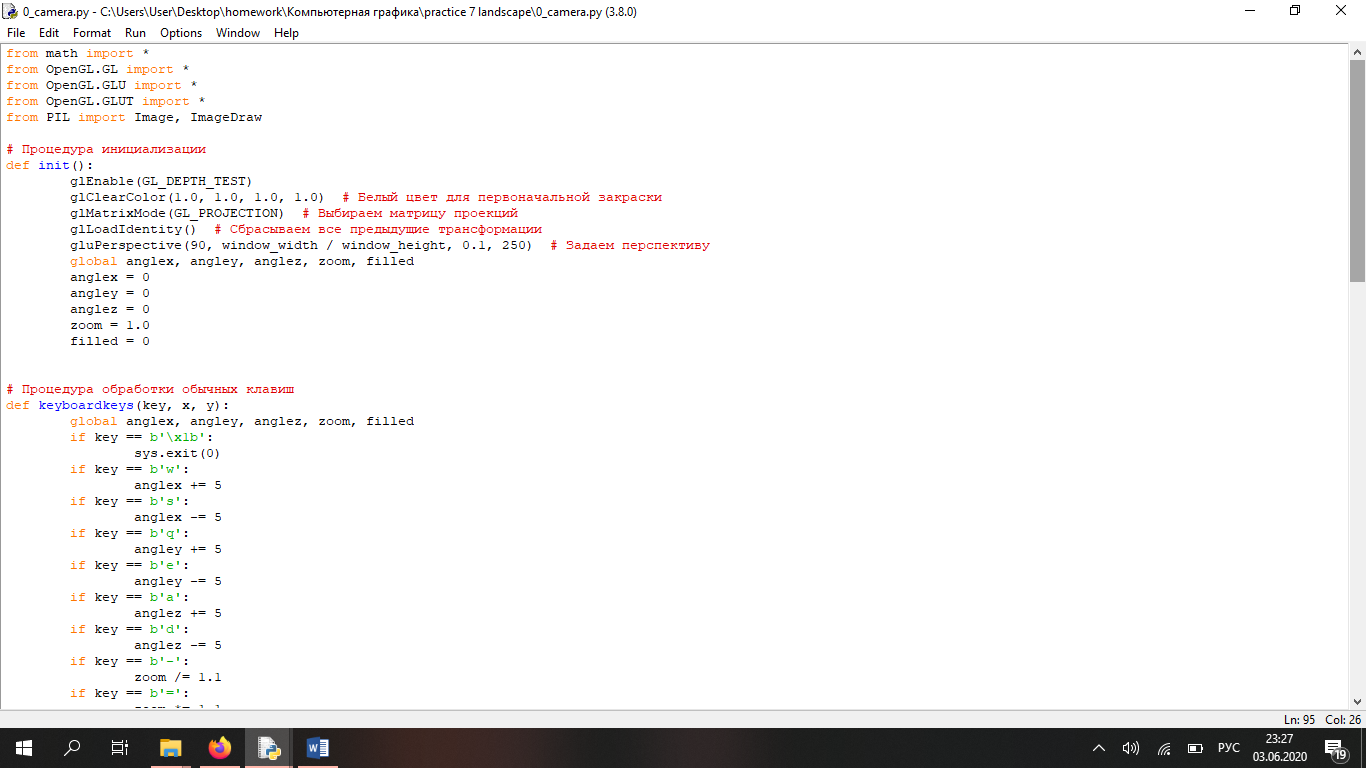 0_camera.py - C:\Users\User\Desktop\homework\Компьютерная графика\practice 7 landscape\0_camera.py (3.8.0)
File Edit Format Run Options Window Help
from math import *
from OpenGL.GL import *
from OpenGL.GLU import *
from OpenGL.GLUT import *
from PIL import Image, ImageDraw
# Процедура инициализации
def init():
glEnable(GL_DEPTH_TEST)
glClearColor(1.0, 1.0, 1.0, 1.0) # Белый цвет для первоначальной закраски
glMatrixMode(GL_PROJECTION) # Выбираем матрицу проекций
glLoadIdentity() # Сбрасываем все предыдущие трансформации
gluPerspective(90, window_width / window_height, 0.1, 250) # Задаем перспективу
global anglex, angley, anglez, zoom, filled
anglex = 0
angley = 0
anglez = 0
zoom = 1.0
filled = 0
# Процедура обработки обычных клавиш
def keyboardkeys(key, x, y):
global anglex, angley, anglez, zoom, filled
if key == b'\x1b':
sys.exit(0)
if key == b'w':
anglex += 5
if key == b's':
anglex -= 5
if key == b'q':
angley += 5
if key == b'e':
angley -= 5
if key == b'a':
anglez += 5
if key == b'd':
anglez -= 5
if key == b'-':
zoom /= 1.1
if key == b'=':
zoom *= 1.1
Ln: 95 Col: 26
РУС
23:27
03.06.2020
19